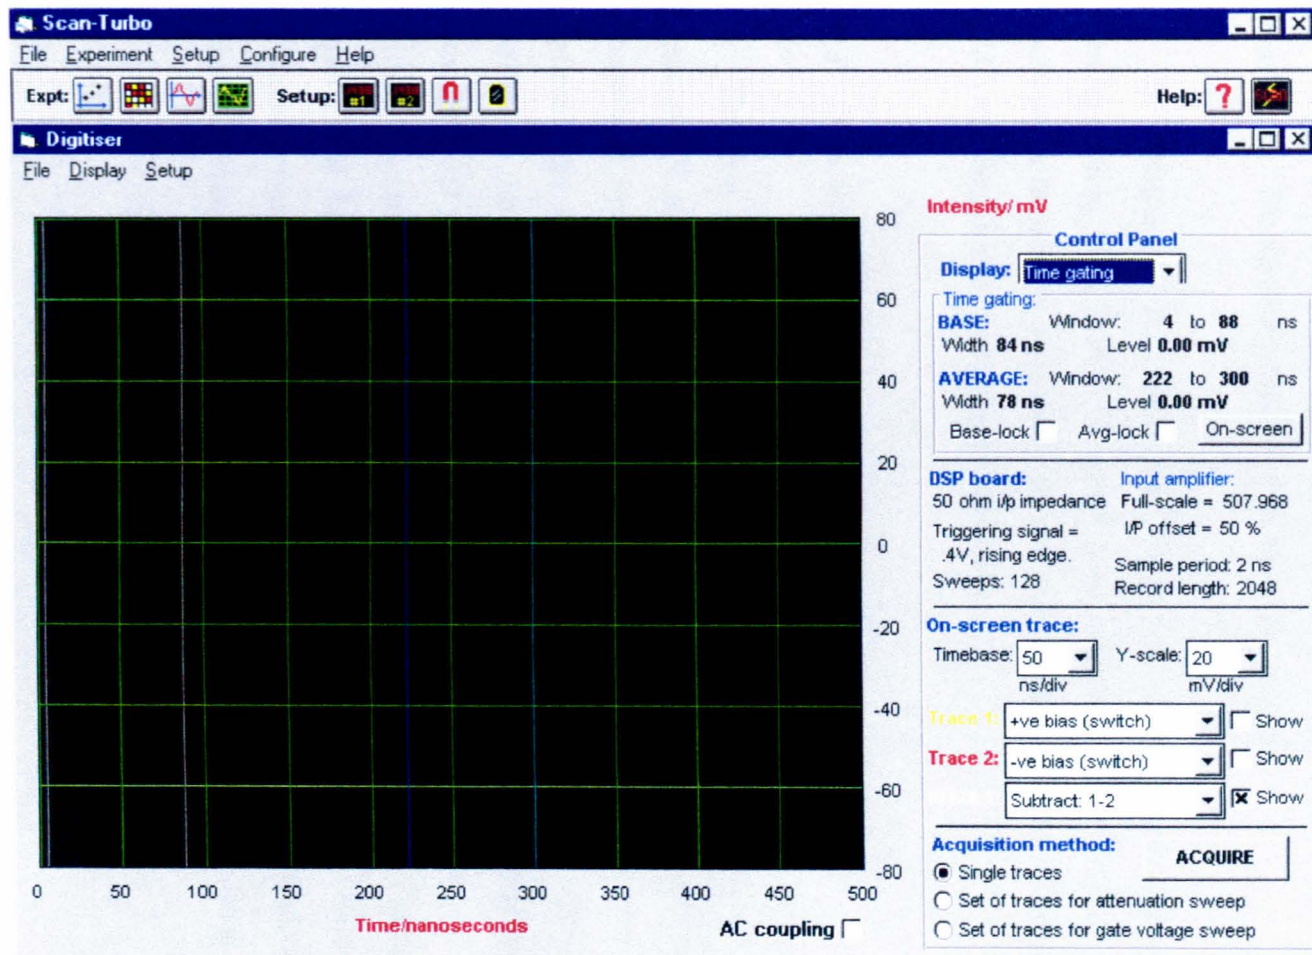 Scan-Turbo
File Experiment Setup Configure Help
Expt: Setup: #1 #2 Help: ?
Digitiser
File Display Setup
Intensity/ mV
80
60
40
20
0
-20
-40
-60
-80
0 50 100 150 200 250 300 350 400 450 500
Time/nanoseconds
AC coupling
Control Panel
Display: Time gating
Time gating:
BASE: Window: 4 to 88 ns
Width 84 ns Level 0.00 mV
AVERAGE: Window: 222 to 300 ns
Width 78 ns Level 0.00 mV
Base-lock Avg-lock On-screen
DSP board: Input amplifier:
50 ohm i/p impedance Full-scale = 507.968
Triggering signal = I/P offset = 50 %
.4V, rising edge. Sample period: 2 ns
Sweeps: 128 Record length: 2048
On-screen trace:
Timebase: 50 Y-scale: 20
ns/div mV/div
Trace 1: +ve bias (switch) Show
Trace 2: -ve bias (switch) Show
Subtract: 1-2 Show
Acquisition method: ACQUIRE
Single traces
Set of traces for attenuation sweep
Set of traces for gate voltage sweep